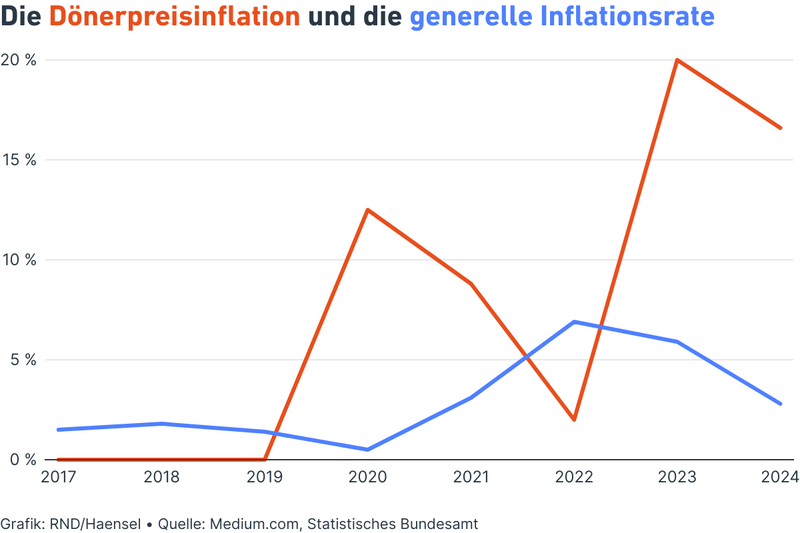 Die Dönerpreisinflation und die generelle Inflationsrate
20 %
15 %
10 %
5 %
0 %
2017 2018 2019 2020 2021 2022 2023 2024
Grafik: RND/Haensel • Quelle: Medium.com, Statistisches Bundesamt